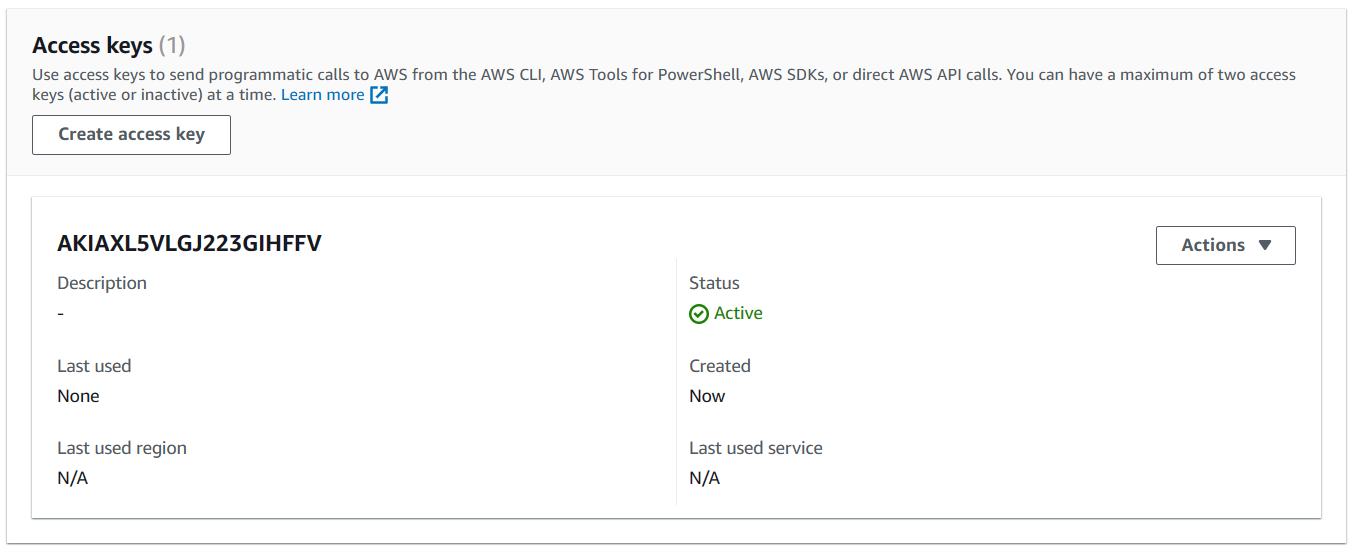 Access keys (1)
Use access keys to send programmatic calls to AWS from the AWS CLI, AWS Tools for PowerShell, AWS SDKs, or direct AWS API calls. You can have a maximum of two access
keys (active or inactive) at a time. Learn more
Create access key
AKIAXL5VLGJ223GIHFFV
Actions
Description
-
Status
Active
Last used
None
Created
Now
Last used region
N/A
Last used service
N/A